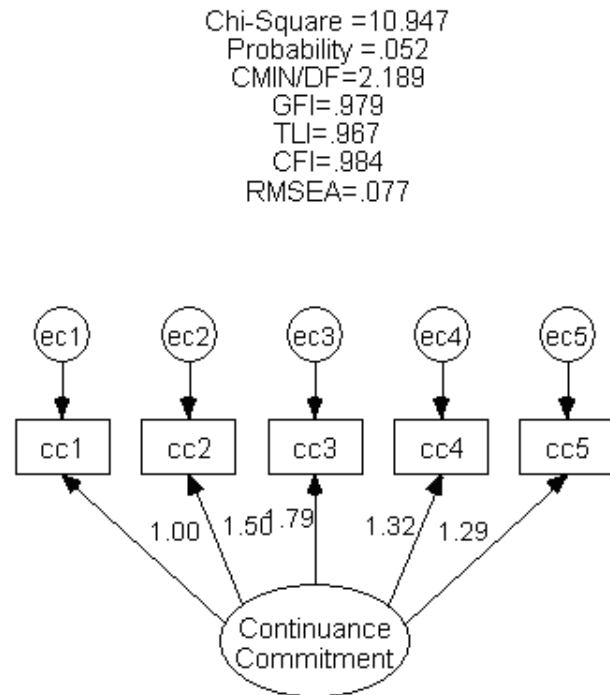 Chi-Square =10.947
Probability =.052
CMIN/DF=2.189
GFI=.979
TLI=.967
CFI=.984
RMSEA=.077
ec1 ec2 ec3 ec4 ec5
cc1 cc2 cc3 cc4 cc5
1.00 1.50 1.79 1.32 1.29
Continuance
Commitment